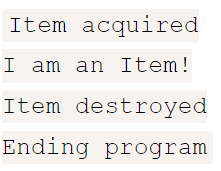 Item acquired
I am an Item!
Item destroyed
Ending program